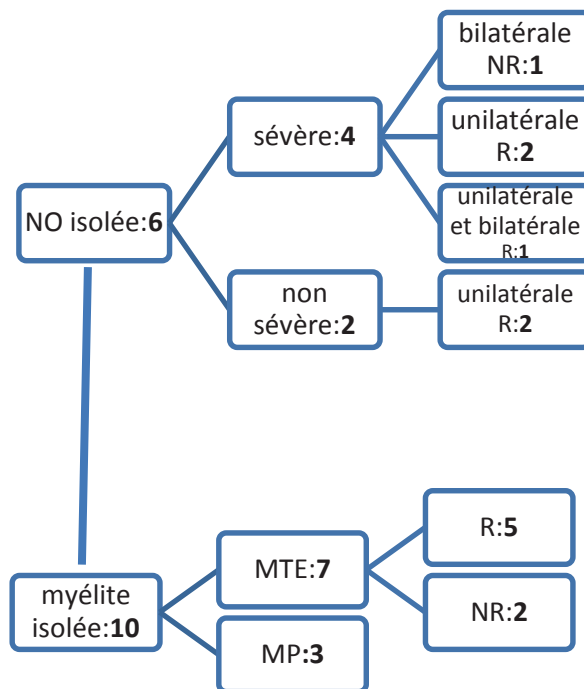 bilatérale
NR:1
sévère:4
unilatérale
R:2
unilatérale
et bilatérale
R:1
NO isolée:6
non
sévère:2
unilatérale
R:2
R:5
MTE:7
NR:2
myélite
isolée:10
MP:3